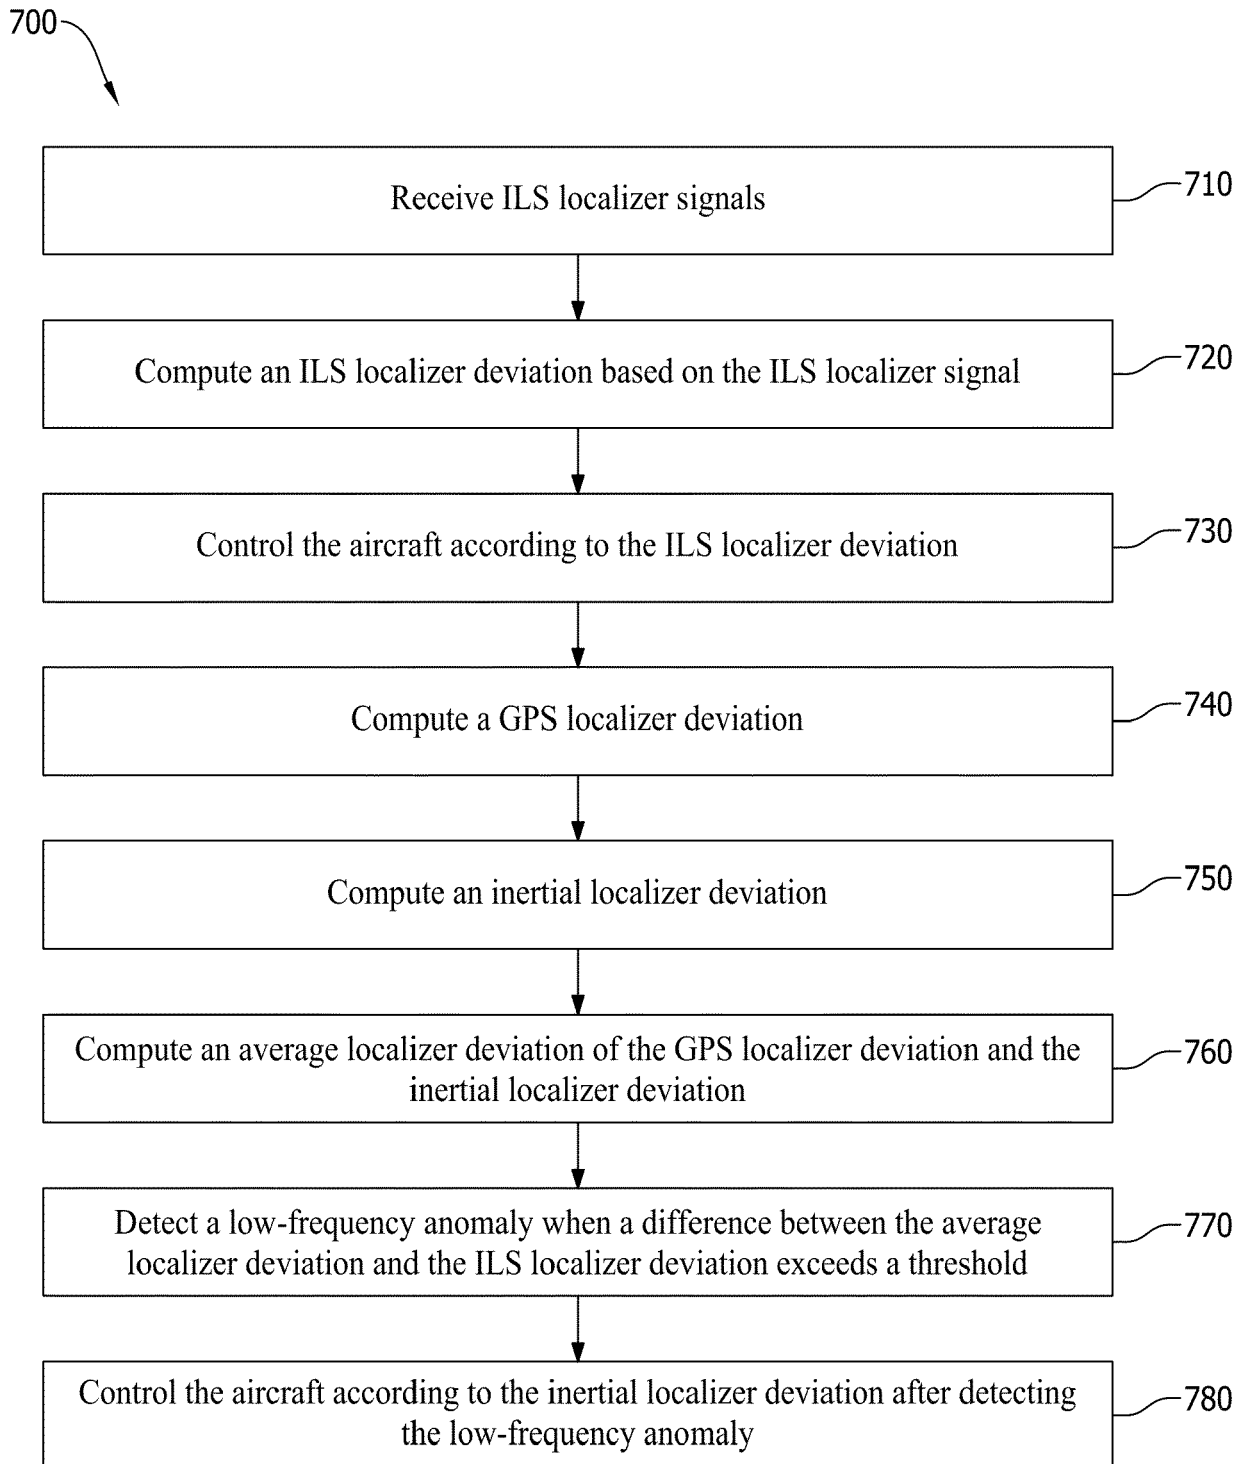 700
Receive ILS localizer signals
710
Compute an ILS localizer deviation based on the ILS localizer signal
720
Control the aircraft according to the ILS localizer deviation
730
Compute a GPS localizer deviation
740
Compute an inertial localizer deviation
750
Compute an average localizer deviation of the GPS localizer deviation and the
inertial localizer deviation
760
Detect a low-frequency anomaly when a difference between the average
localizer deviation and the ILS localizer deviation exceeds a threshold
770
Control the aircraft according to the inertial localizer deviation after detecting
the low-frequency anomaly
780